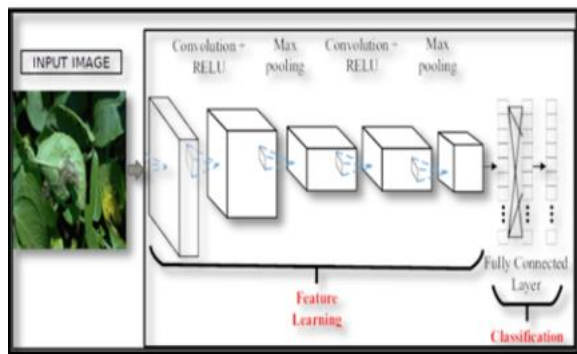 INPUT IMAGE
Convolution +
RELU
Max
pooling
Convolution +
RELU
Max
pooling
Fully Connected
Layer
Feature
Learning
Classification